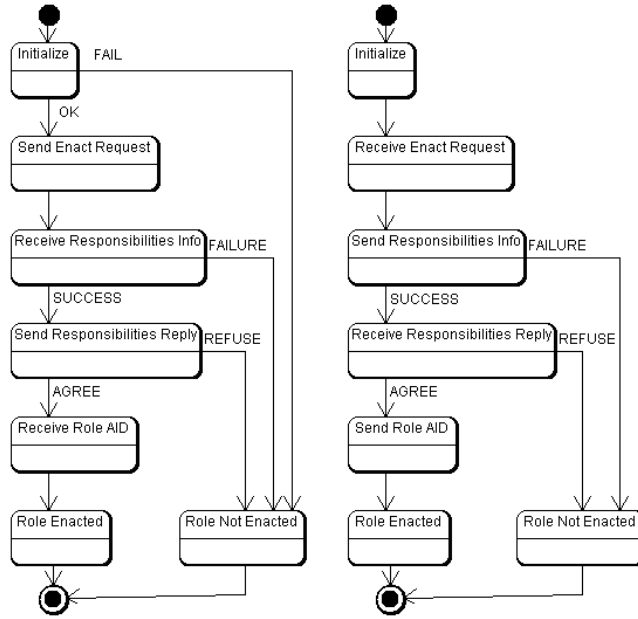 Initialize
FAIL
OK
Send Enact Request
Receive Responsibilities Info
FAILURE
SUCCESS
Send Responsibilities Reply
REFUSE
AGREE
Receive Role AID
Role Enacted
Role Not Enacted
Initialize
Receive Enact Request
Send Responsibilities Info
FAILURE
SUCCESS
Receive Responsibilities Reply
REFUSE
AGREE
Send Role AID
Role Enacted
Role Not Enacted